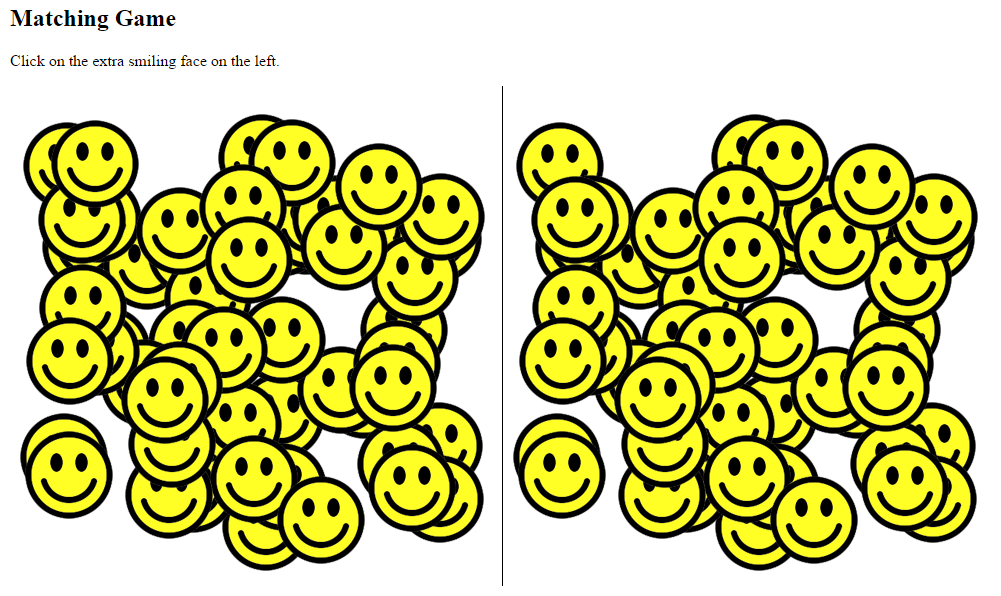 Matching Game
Click on the extra smiling face on the left.